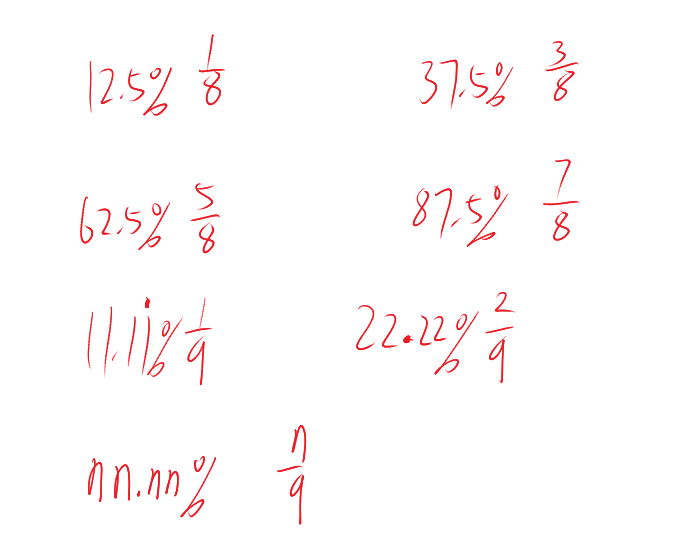 12.5% 1/8 37.5% 3/8
62.5% 5/8 87.5% 7/8
11.11̇% 1/9 22.22% 2/9
nn.nn% n/9